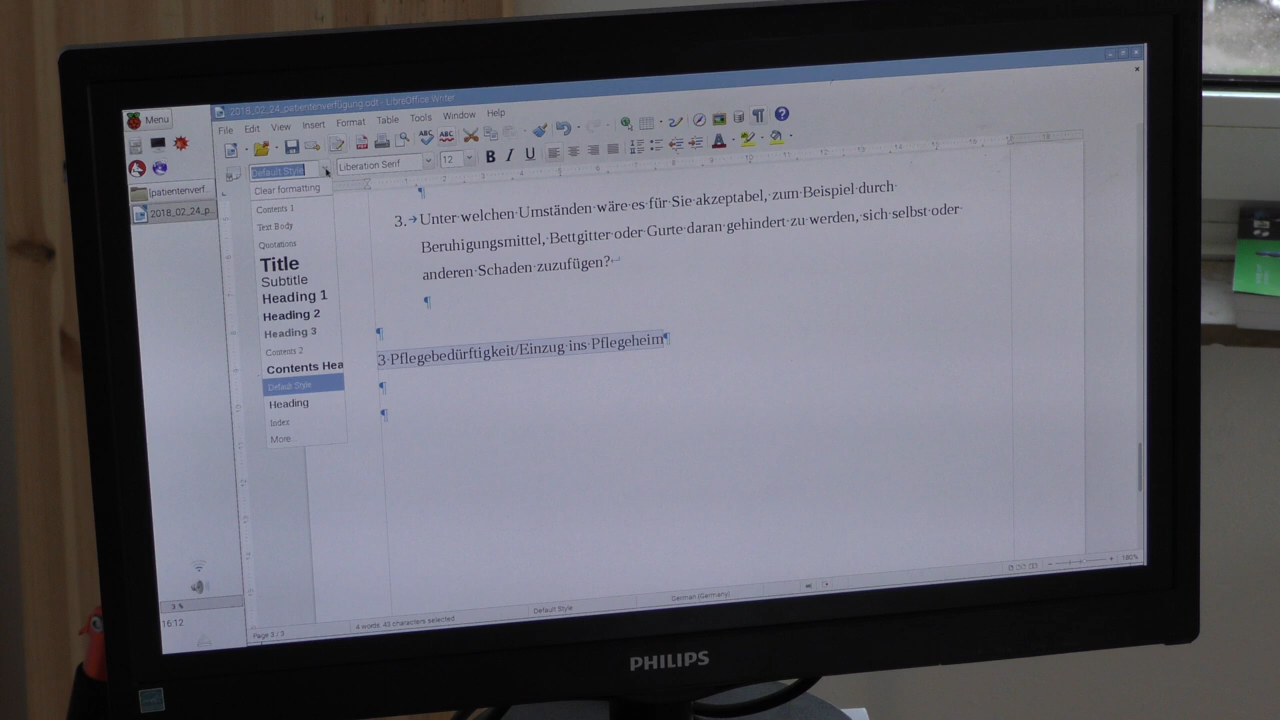 2018_02_24_patientenverfügung.odt - LibreOffice Writer
Menu
File Edit View Insert Format Table Tools Window Help
Default Style
Liberation Serif
12
[patientenverf
2018_02_24_p
Clear formatting
Contents 1
Text Body
Quotations
Title
Subtitle
Heading 1
Heading 2
Heading 3
Contents 2
Contents Hea
Default Style
Heading
Index
More...
3. Unter welchen Umständen wäre es für Sie akzeptabel, zum Beispiel durch
Beruhigungsmittel, Bettgitter oder Gurte daran gehindert zu werden, sich selbst oder
anderen Schaden zuzufügen?
3 Pflegebedürftigkeit/Einzug ins Pflegeheim
3 %
16:12
Page 3 / 3
4 words, 43 characters selected
Default Style
German (Germany)
180%
PHILIPS